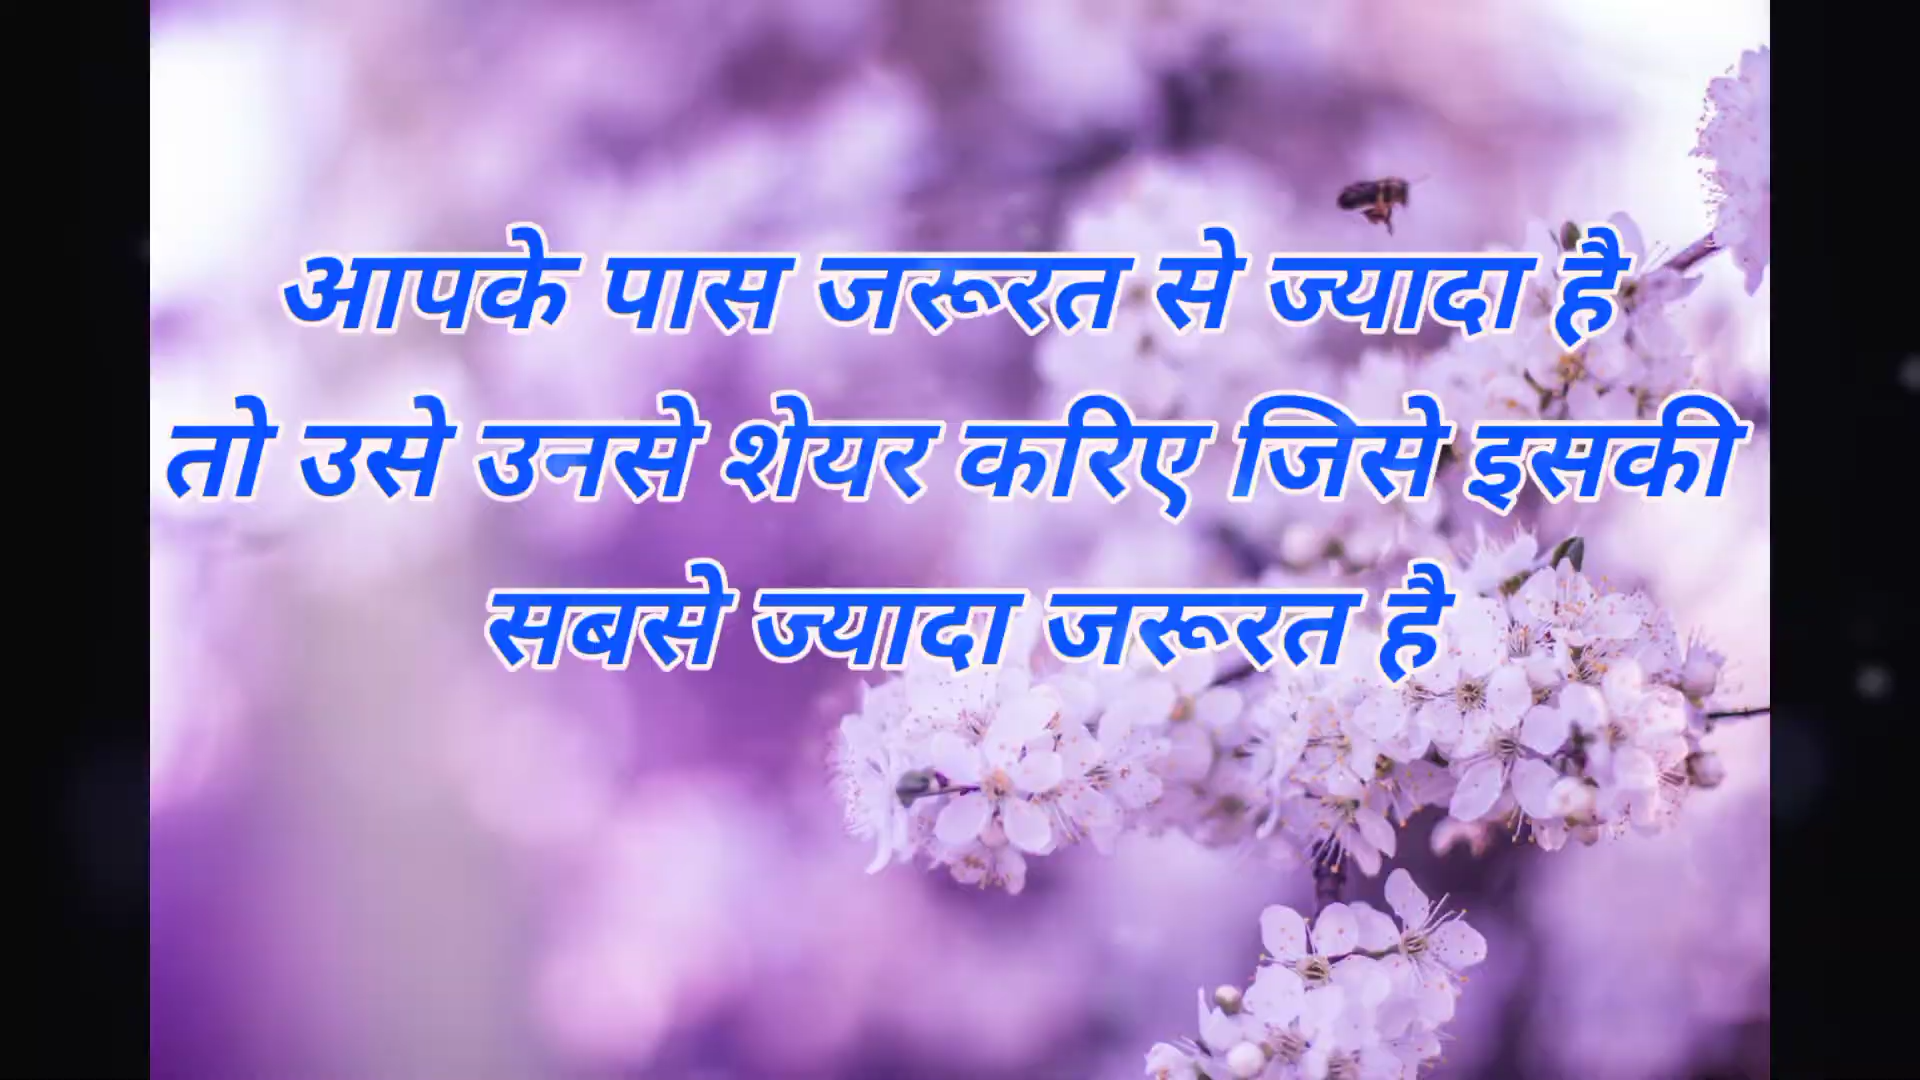 आपके पास जरूरत से ज्यादा है
तो उसे उनसे शेयर करिए जिसे इसकी
सबसे ज्यादा जरूरत है